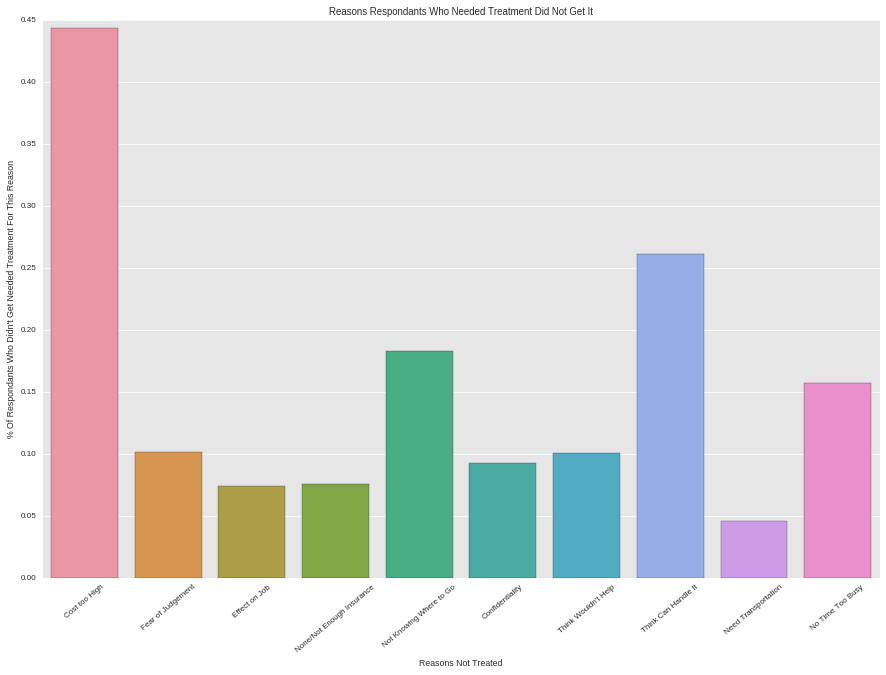 Reasons Respondants Who Needed Treatment Did Not Get It
% Of Respondants Who Didn't Get Needed Treatment For This Reason
0.45
0.40
0.35
0.30
0.25
0.20
0.15
0.10
0.05
0.00
Cost too High
Fear of Judgement
Effect on Job
None/Not Enough Insurance
Not Knowing Where to Go
Confidentiality
Think Wouldn't Help
Think Can Handle It
Need Transportation
No Time Too Busy
Reasons Not Treated